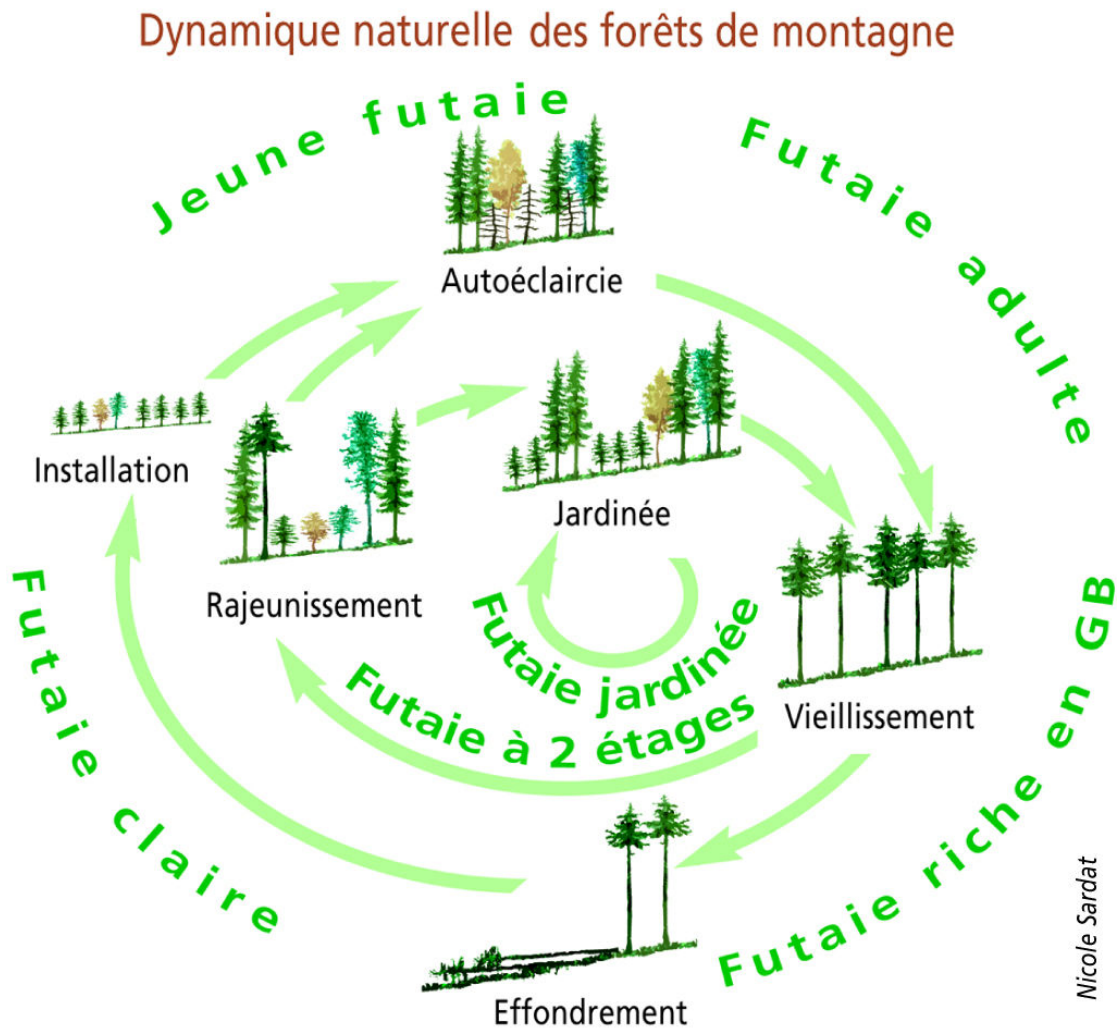 Dynamique naturelle des forêts de montagne
Jeune futaie
Futaie adulte
Autoéclaircie
Installation
Rajeunissement
Jardinée
Futaie jardinée
Futaie à 2 étages
Vieillissement
Futaie claire
Futaie riche en GB
Effondrement
Nicole Sardat